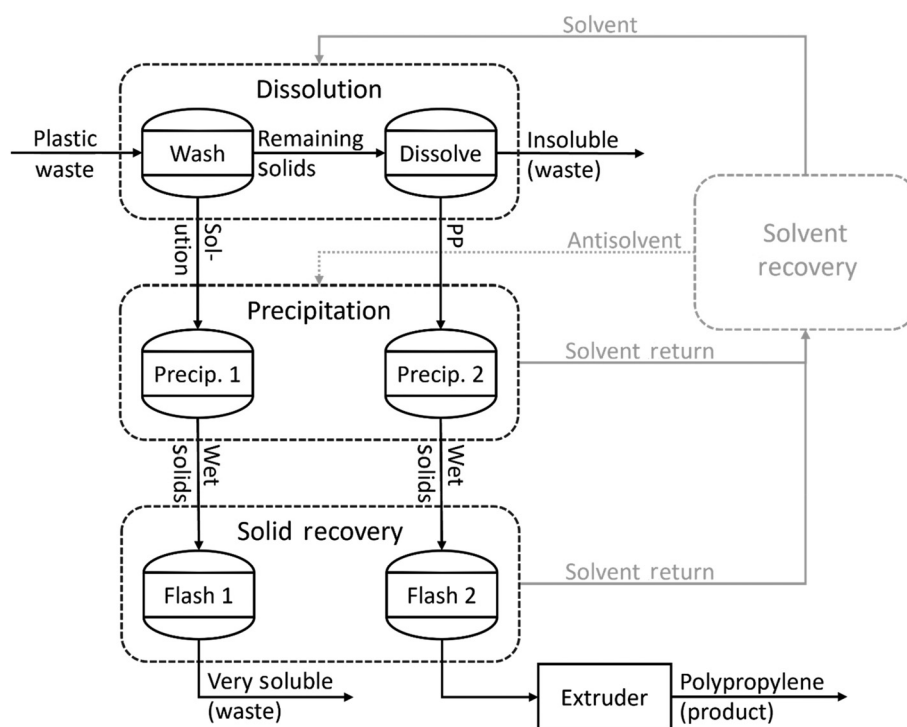 Solvent
Dissolution
Plastic
waste
Wash
Remaining
Solids
Dissolve
Insoluble
(waste)
Sol-
ution
PP
Antisolvent
Solvent
recovery
Precipitation
Precip. 1
Precip. 2
Solvent return
Wet
solids
Wet
solids
Solid recovery
Flash 1
Flash 2
Solvent return
Very soluble
(waste)
Extruder
Polypropylene
(product)